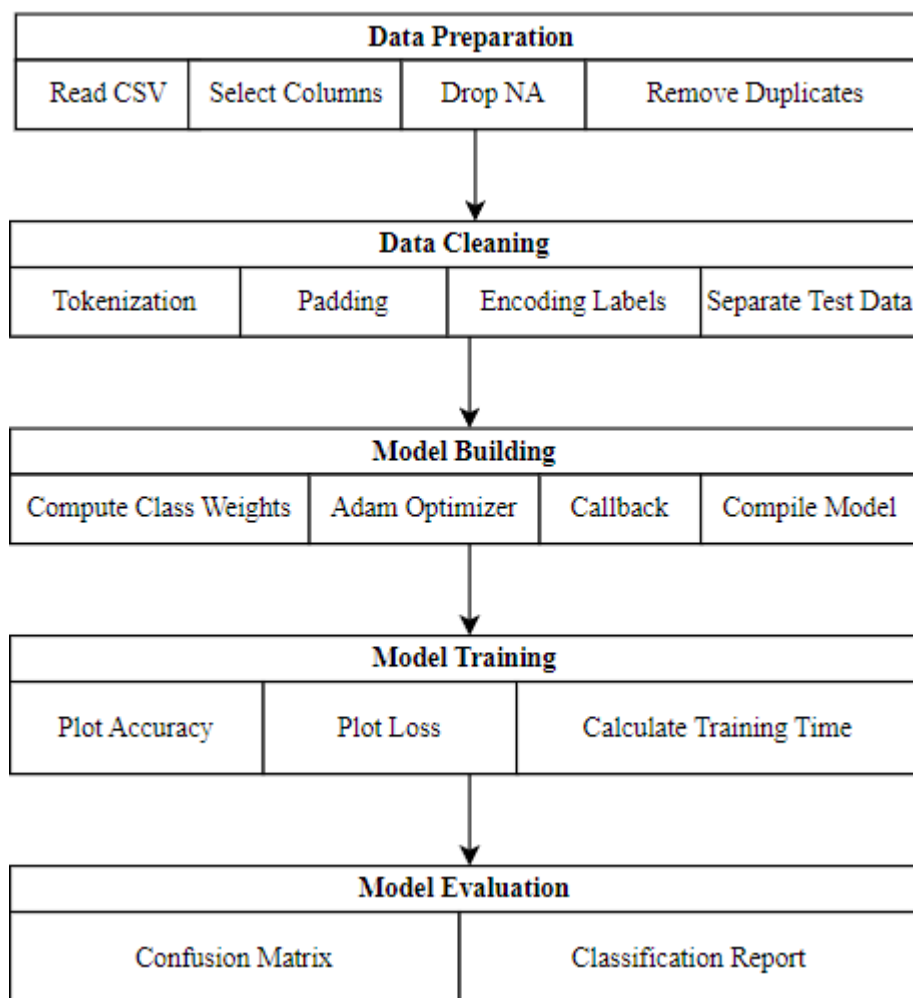 Data Preparation
Read CSV Select Columns Drop NA Remove Duplicates
Data Cleaning
Tokenization Padding Encoding Labels Separate Test Data
Model Building
Compute Class Weights Adam Optimizer Callback Compile Model
Model Training
Plot Accuracy Plot Loss Calculate Training Time
Model Evaluation
Confusion Matrix Classification Report